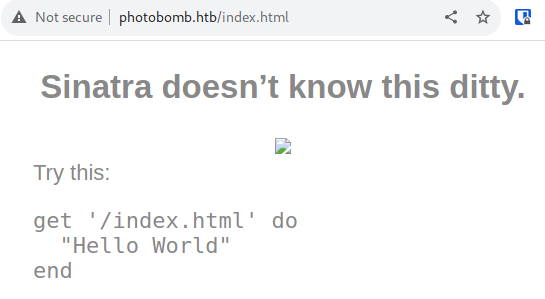 Not secure photobomb.htb/index.html
Sinatra doesn’t know this ditty.
Try this:
get '/index.html' do
  "Hello World"
end